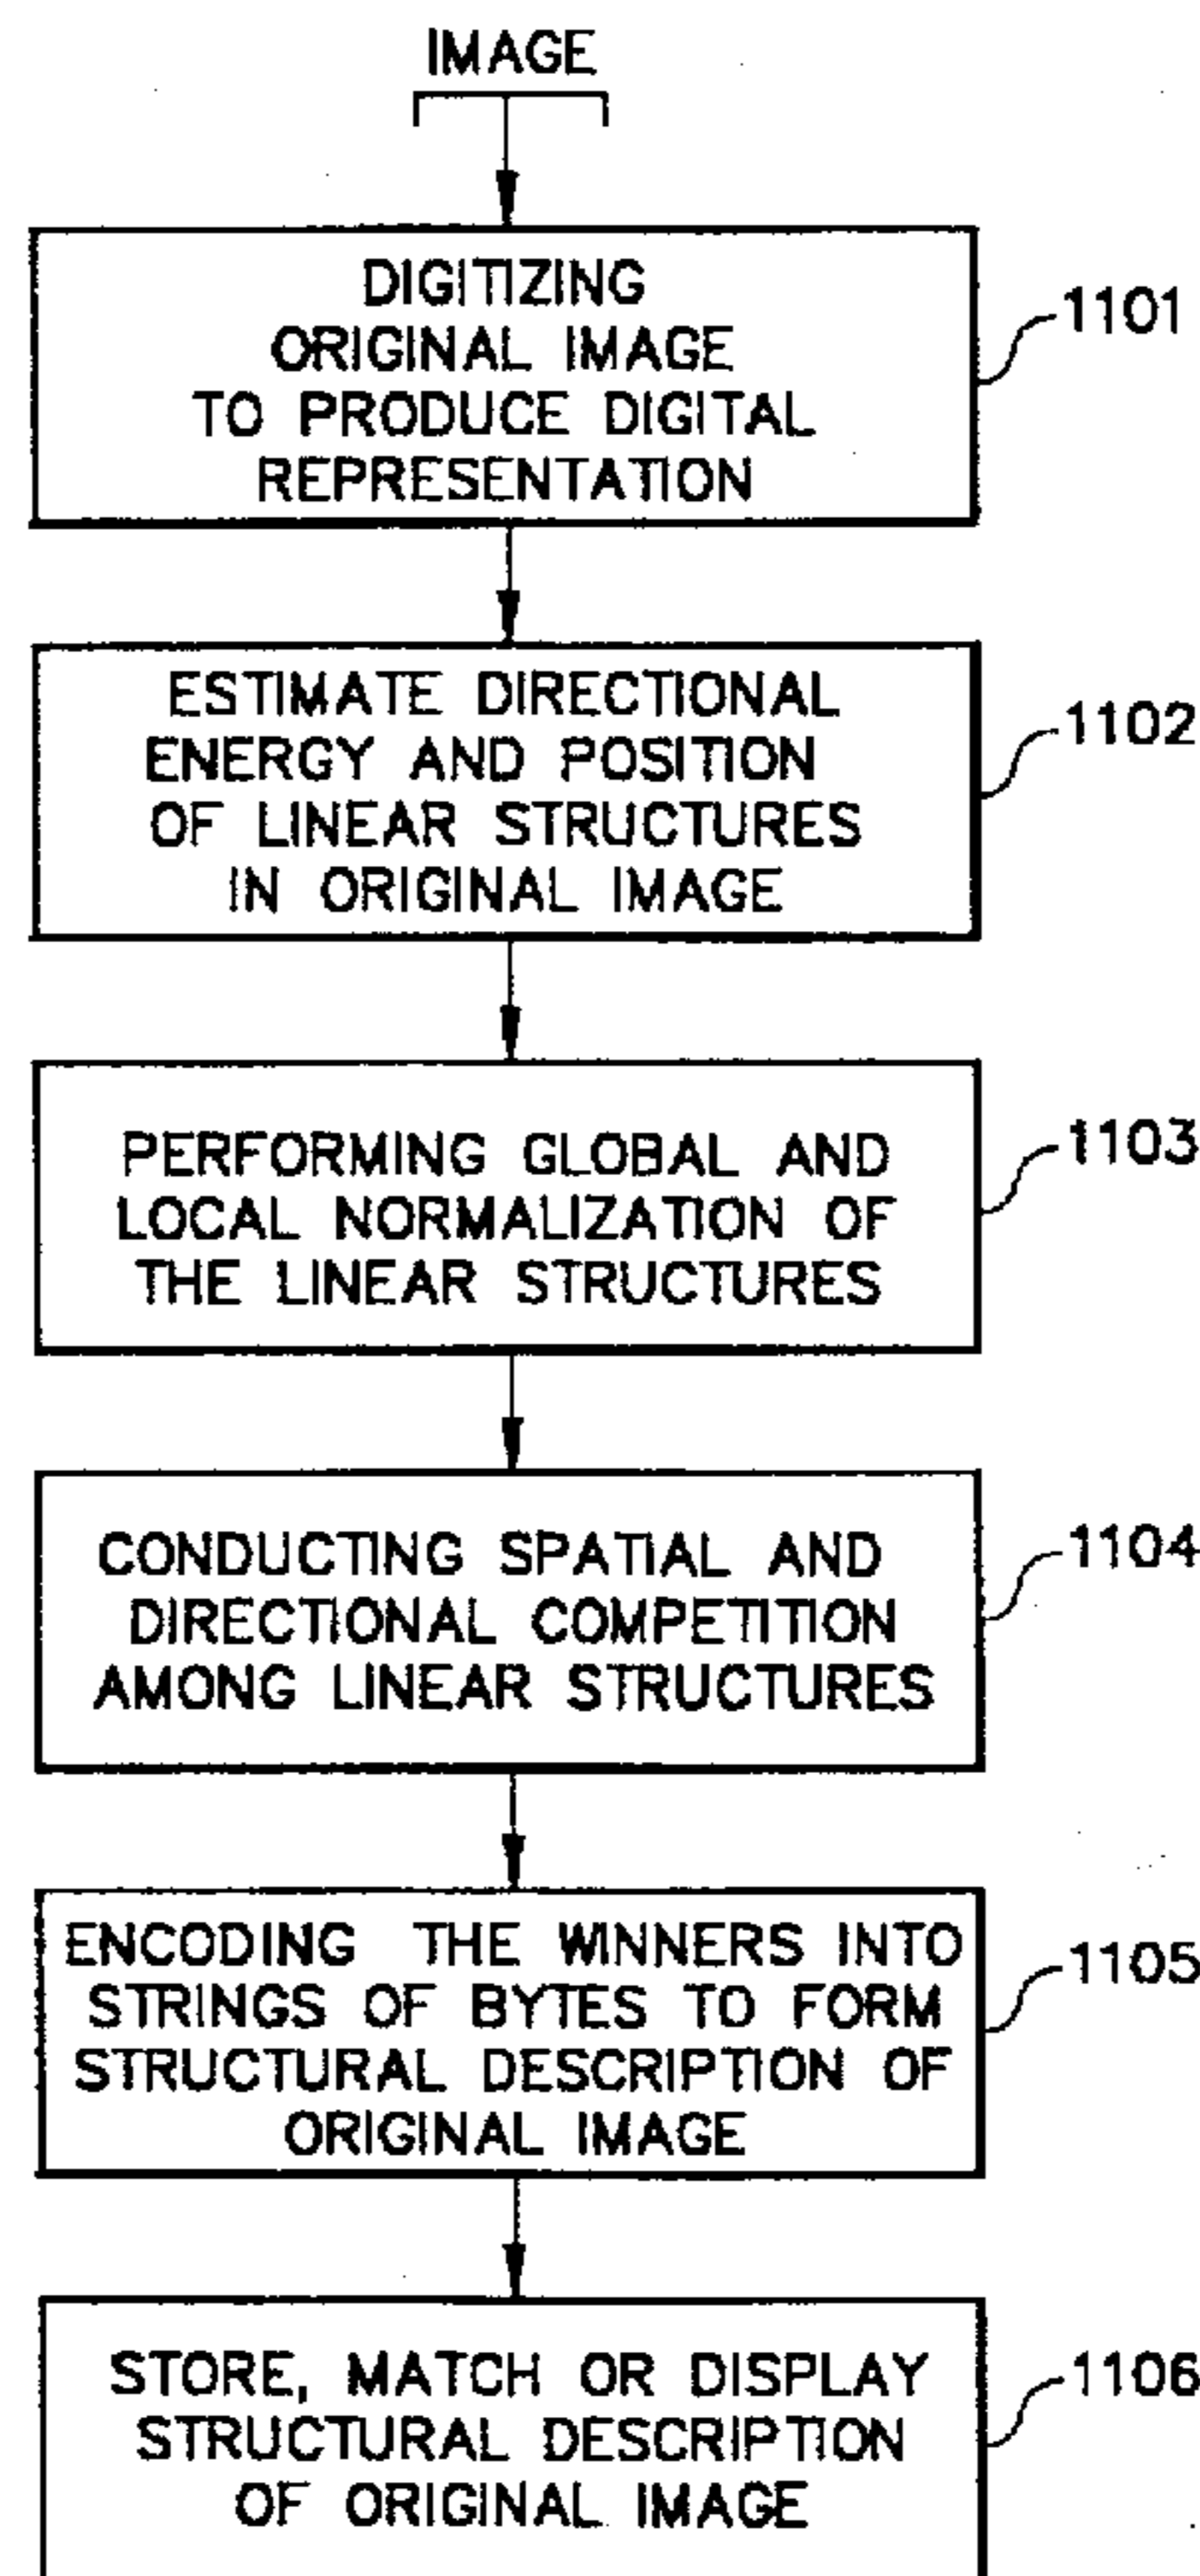 IMAGE
DIGITIZING
ORIGINAL IMAGE
TO PRODUCE DIGITAL
REPRESENTATION
1101
ESTIMATE DIRECTIONAL
ENERGY AND POSITION
OF LINEAR STRUCTURES
IN ORIGINAL IMAGE
1102
PERFORMING GLOBAL AND
LOCAL NORMALIZATION OF
THE LINEAR STRUCTURES
1103
CONDUCTING SPATIAL AND
DIRECTIONAL COMPETITION
AMONG LINEAR STRUCTURES
1104
ENCODING THE WINNERS INTO
STRINGS OF BYTES TO FORM
STRUCTURAL DESCRIPTION OF
ORIGINAL IMAGE
1105
STORE, MATCH OR DISPLAY
STRUCTURAL DESCRIPTION
OF ORIGINAL IMAGE
1106